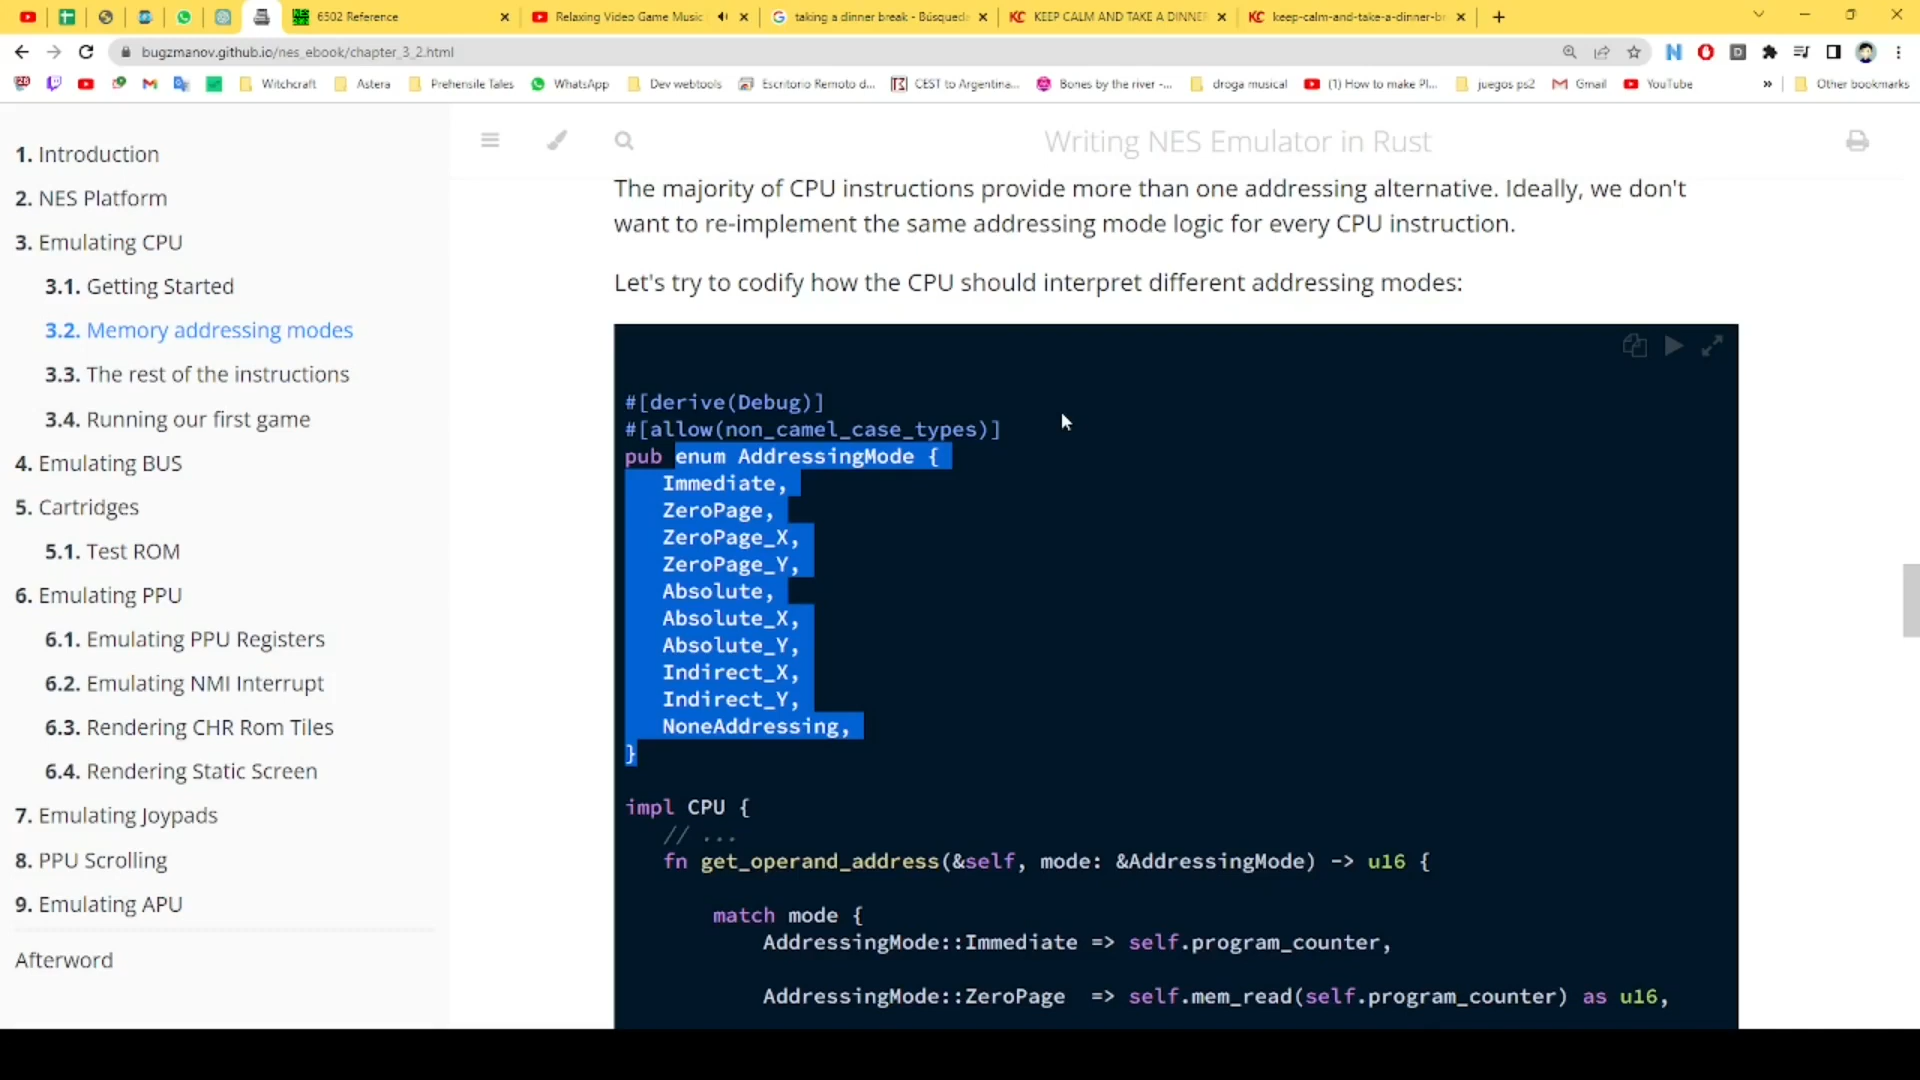 6502 Reference
Relaxing Video Game Music
taking a dinner break - Búsqued
KEEP CALM AND TAKE A DINNER
keep-calm-and-take-a-dinner-br
bugzmanov.github.io/nes_ebook/chapter_3_2.html
Witchcraft
Astera
Prehensile Tales
WhatsApp
Dev webtools
Escritorio Remoto d...
CEST to Argentina...
Bones by the river -...
droga musical
(1) How to make Pl...
juegos ps2
Gmail
YouTube
»
Other bookmarks
1. Introduction
2. NES Platform
3. Emulating CPU
3.1. Getting Started
3.2. Memory addressing modes
3.3. The rest of the instructions
3.4. Running our first game
4. Emulating BUS
5. Cartridges
5.1. Test ROM
6. Emulating PPU
6.1. Emulating PPU Registers
6.2. Emulating NMI Interrupt
6.3. Rendering CHR Rom Tiles
6.4. Rendering Static Screen
7. Emulating Joypads
8. PPU Scrolling
9. Emulating APU
Afterword
Writing NES Emulator in Rust
The majority of CPU instructions provide more than one addressing alternative. Ideally, we don't
want to re-implement the same addressing mode logic for every CPU instruction.
Let's try to codify how the CPU should interpret different addressing modes:
#[derive(Debug)]
#[allow(non_camel_case_types)]
pub enum AddressingMode {
Immediate,
ZeroPage,
ZeroPage_X,
ZeroPage_Y,
Absolute,
Absolute_X,
Absolute_Y,
Indirect_X,
Indirect_Y,
NoneAddressing,
}
impl CPU {
// ...
fn get_operand_address(&self, mode: &AddressingMode) -> u16 {
match mode {
AddressingMode::Immediate => self.program_counter,
AddressingMode::ZeroPage  => self.mem_read(self.program_counter) as u16,